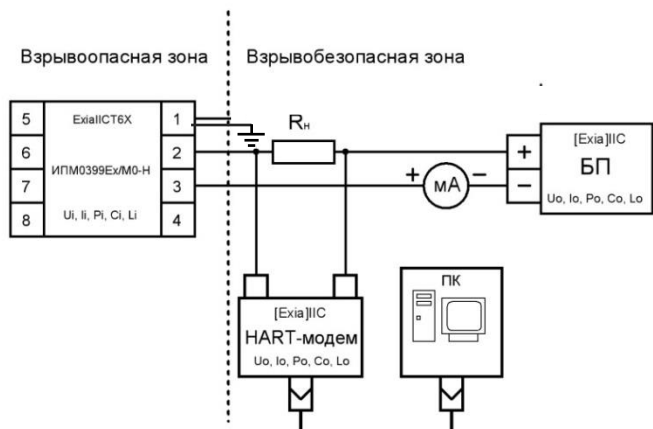 Взрывоопасная зона
Взрывобезопасная зона
5
ExiaIICT6X
1
6
ИПМ0399Ex/М0-Н
2
7
3
8
Ui, Ii, Pi, Ci, Li
4
Rн
+ мА −
+
−
[Exia]IIC
БП
Uo, Io, Po, Co, Lo
[Exia]IIC
HART-модем
Uo, Io, Po, Co, Lo
ПК